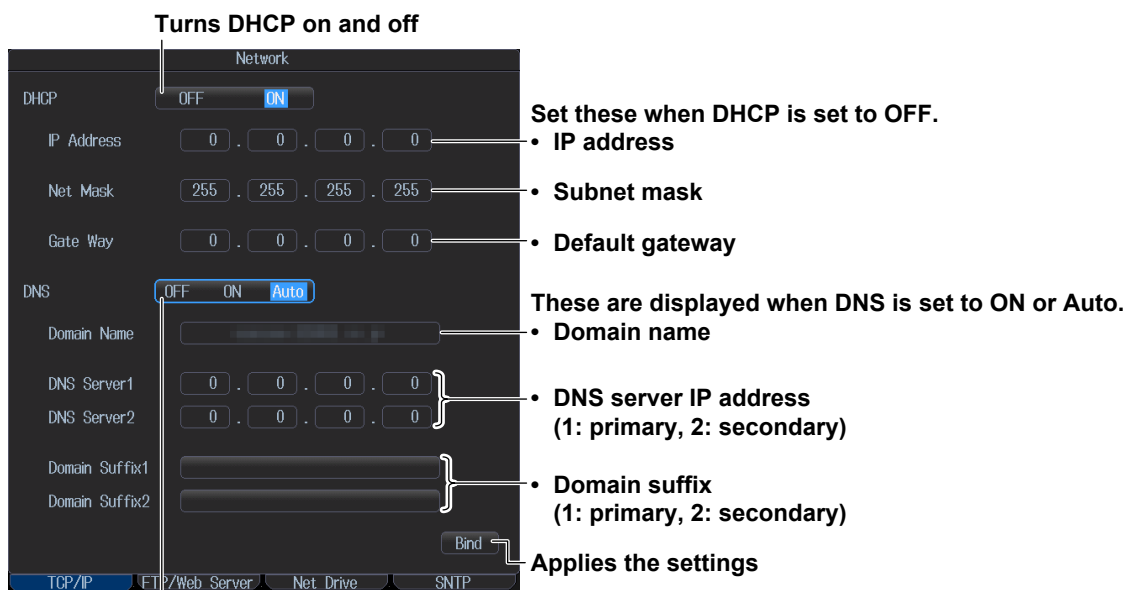 Turns DHCP on and off
Network
DHCP OFF ON
Set these when DHCP is set to OFF.
IP Address 0 . 0 . 0 . 0 • IP address
Net Mask 255 . 255 . 255 . 255 • Subnet mask
Gate Way 0 . 0 . 0 . 0 • Default gateway
DNS OFF ON Auto
These are displayed when DNS is set to ON or Auto.
Domain Name • Domain name
DNS Server1 0 . 0 . 0 . 0
DNS Server2 0 . 0 . 0 . 0
• DNS server IP address
(1: primary, 2: secondary)
Domain Suffix1
Domain Suffix2
• Domain suffix
(1: primary, 2: secondary)
Bind Applies the settings
TCP/IP FTP/Web Server Net Drive SNTP